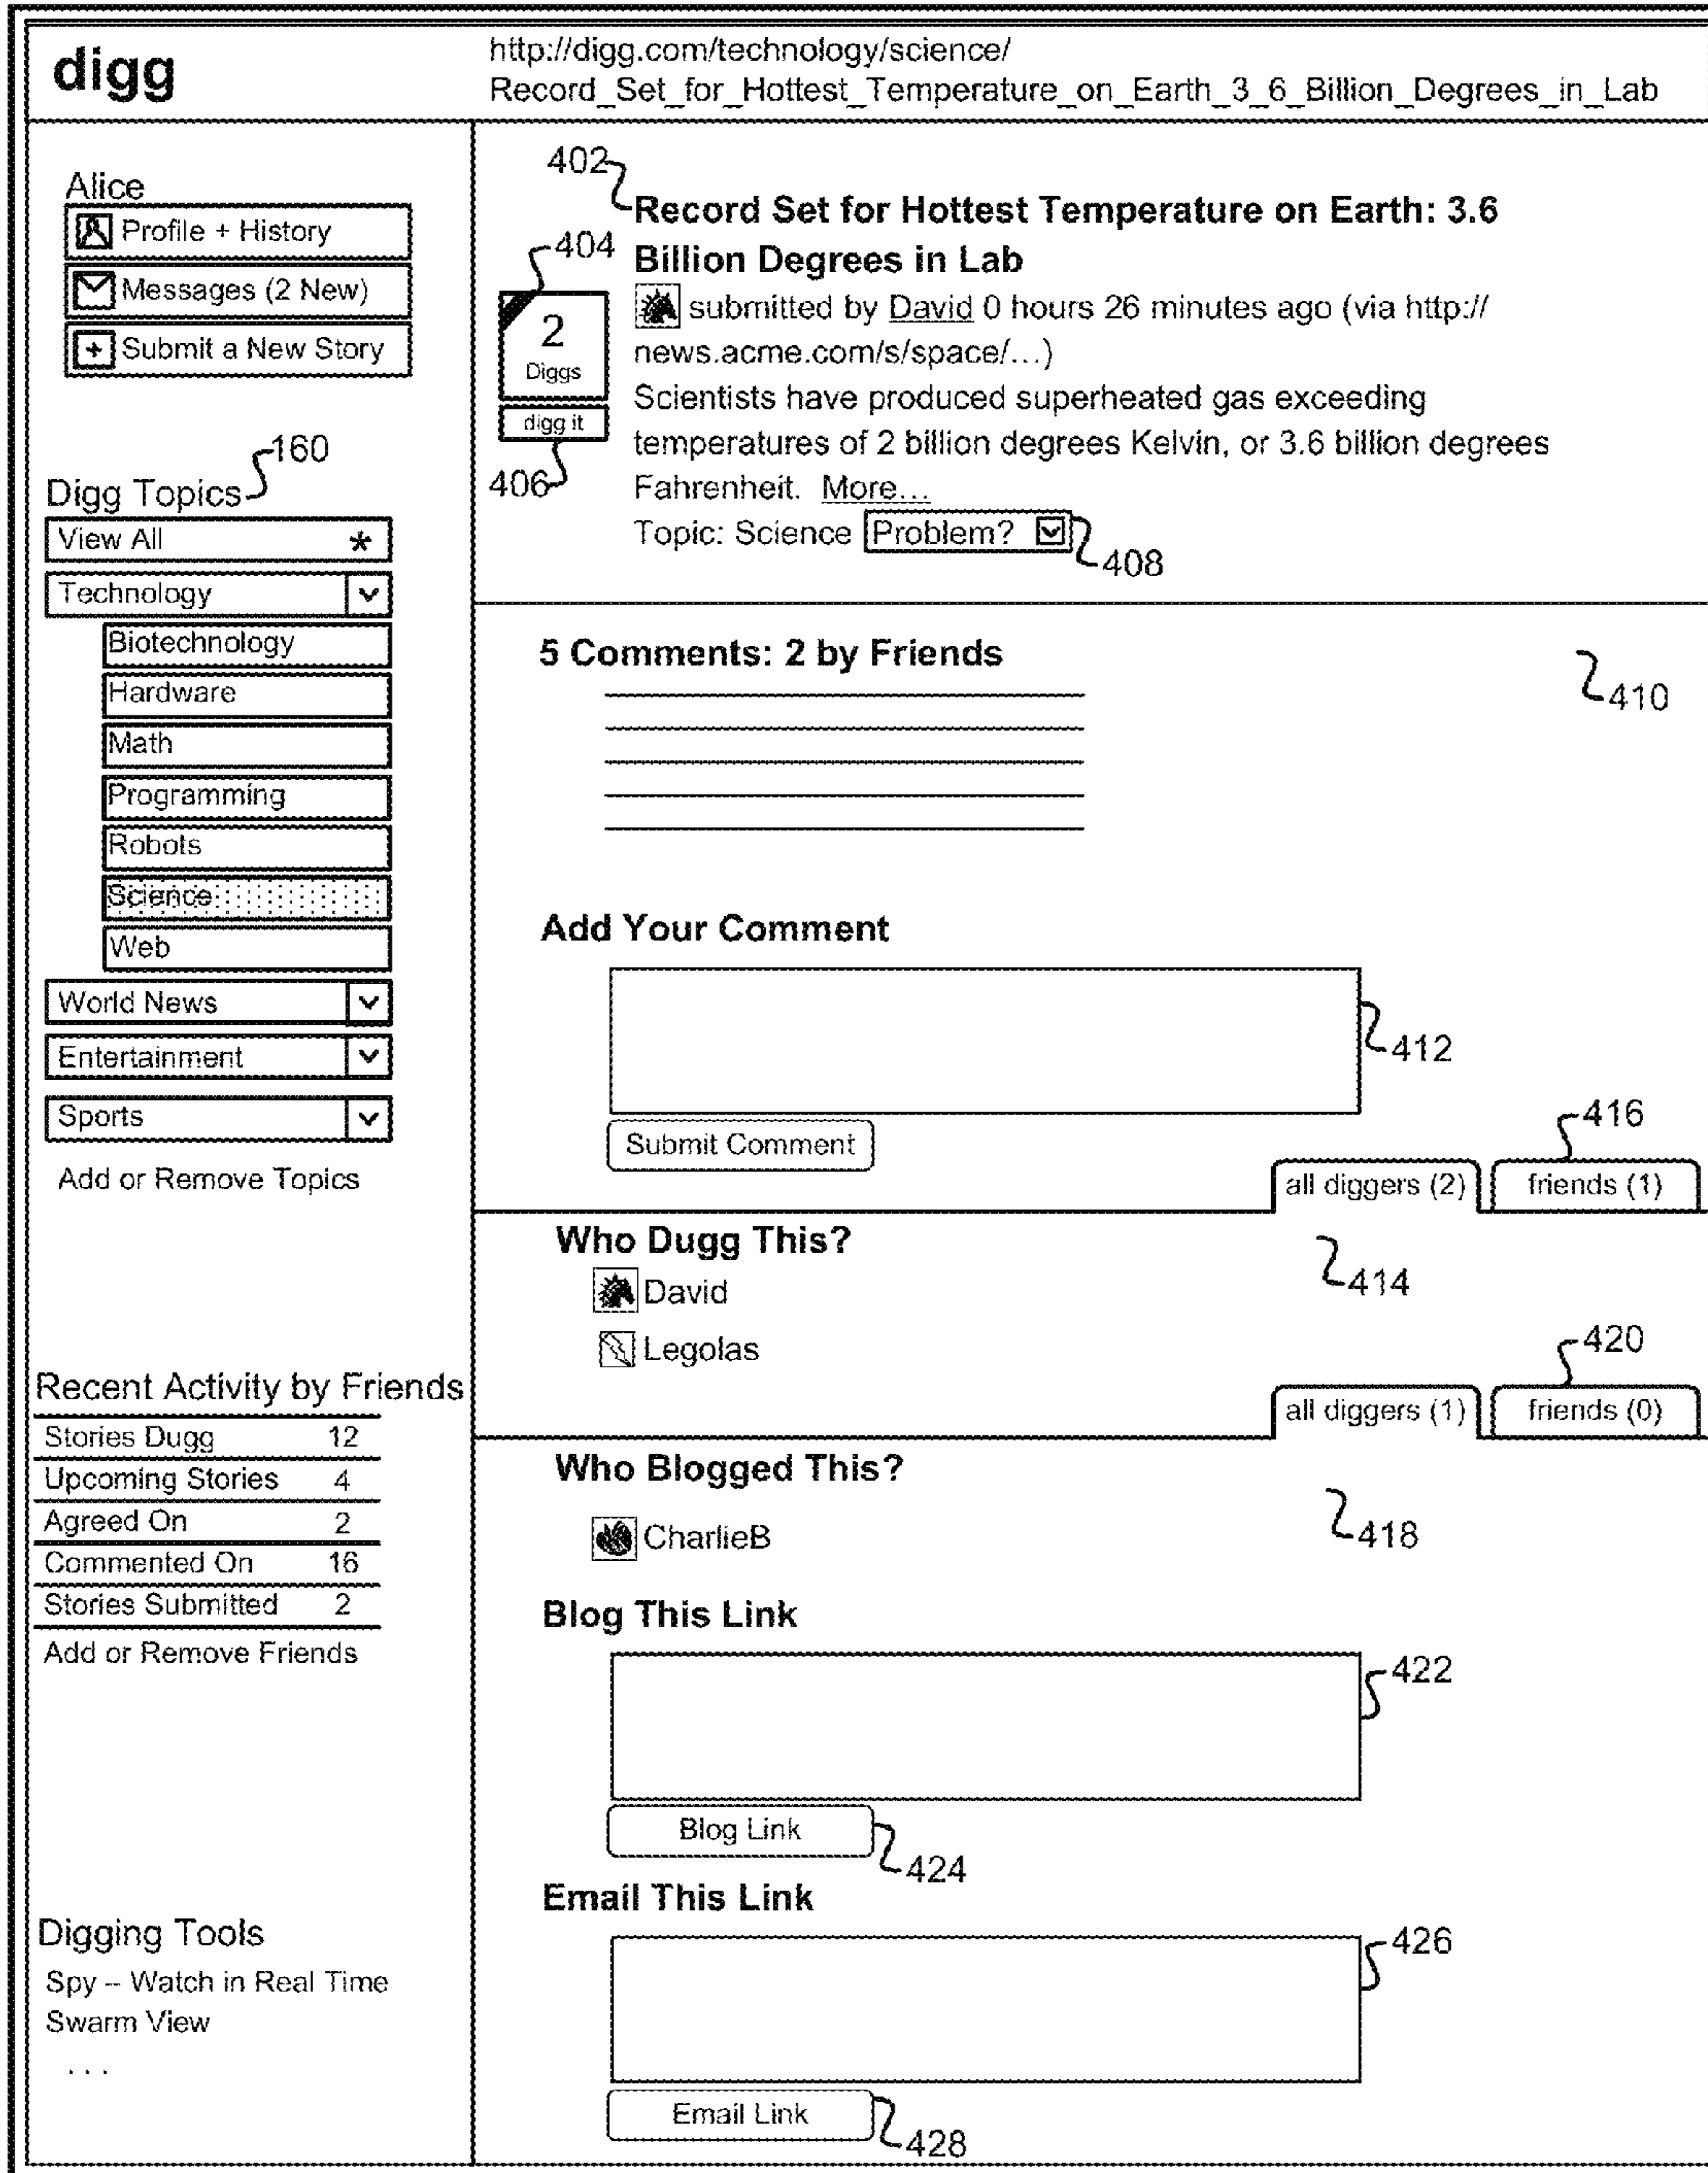 digg
http://digg.com/technology/science/
Record_Set_for_Hottest_Temperature_on_Earth_3_6_Billion_Degrees_in_Lab
Alice
Profile + History
Messages (2 New)
+ Submit a New Story
160
Digg Topics
View All *
Technology
Biotechnology
Hardware
Math
Programming
Robots
Science
Web
World News
Entertainment
Sports
Add or Remove Topics
Recent Activity by Friends
Stories Dugg 12
Upcoming Stories 4
Agreed On 2
Commented On 16
Stories Submitted 2
Add or Remove Friends
Digging Tools
Spy -- Watch in Real Time
Swarm View
. . .
402
Record Set for Hottest Temperature on Earth: 3.6
Billion Degrees in Lab
404
2
Diggs
digg it
406
submitted by David 0 hours 26 minutes ago (via http://
news.acme.com/s/space/...)
Scientists have produced superheated gas exceeding
temperatures of 2 billion degrees Kelvin, or 3.6 billion degrees
Fahrenheit. More...
Topic: Science Problem?
408
5 Comments: 2 by Friends
410
Add Your Comment
412
Submit Comment
416
all diggers (2) friends (1)
Who Dugg This?
414
David
Legolas
420
all diggers (1) friends (0)
Who Blogged This?
418
CharlieB
Blog This Link
422
Blog Link
424
Email This Link
426
Email Link
428